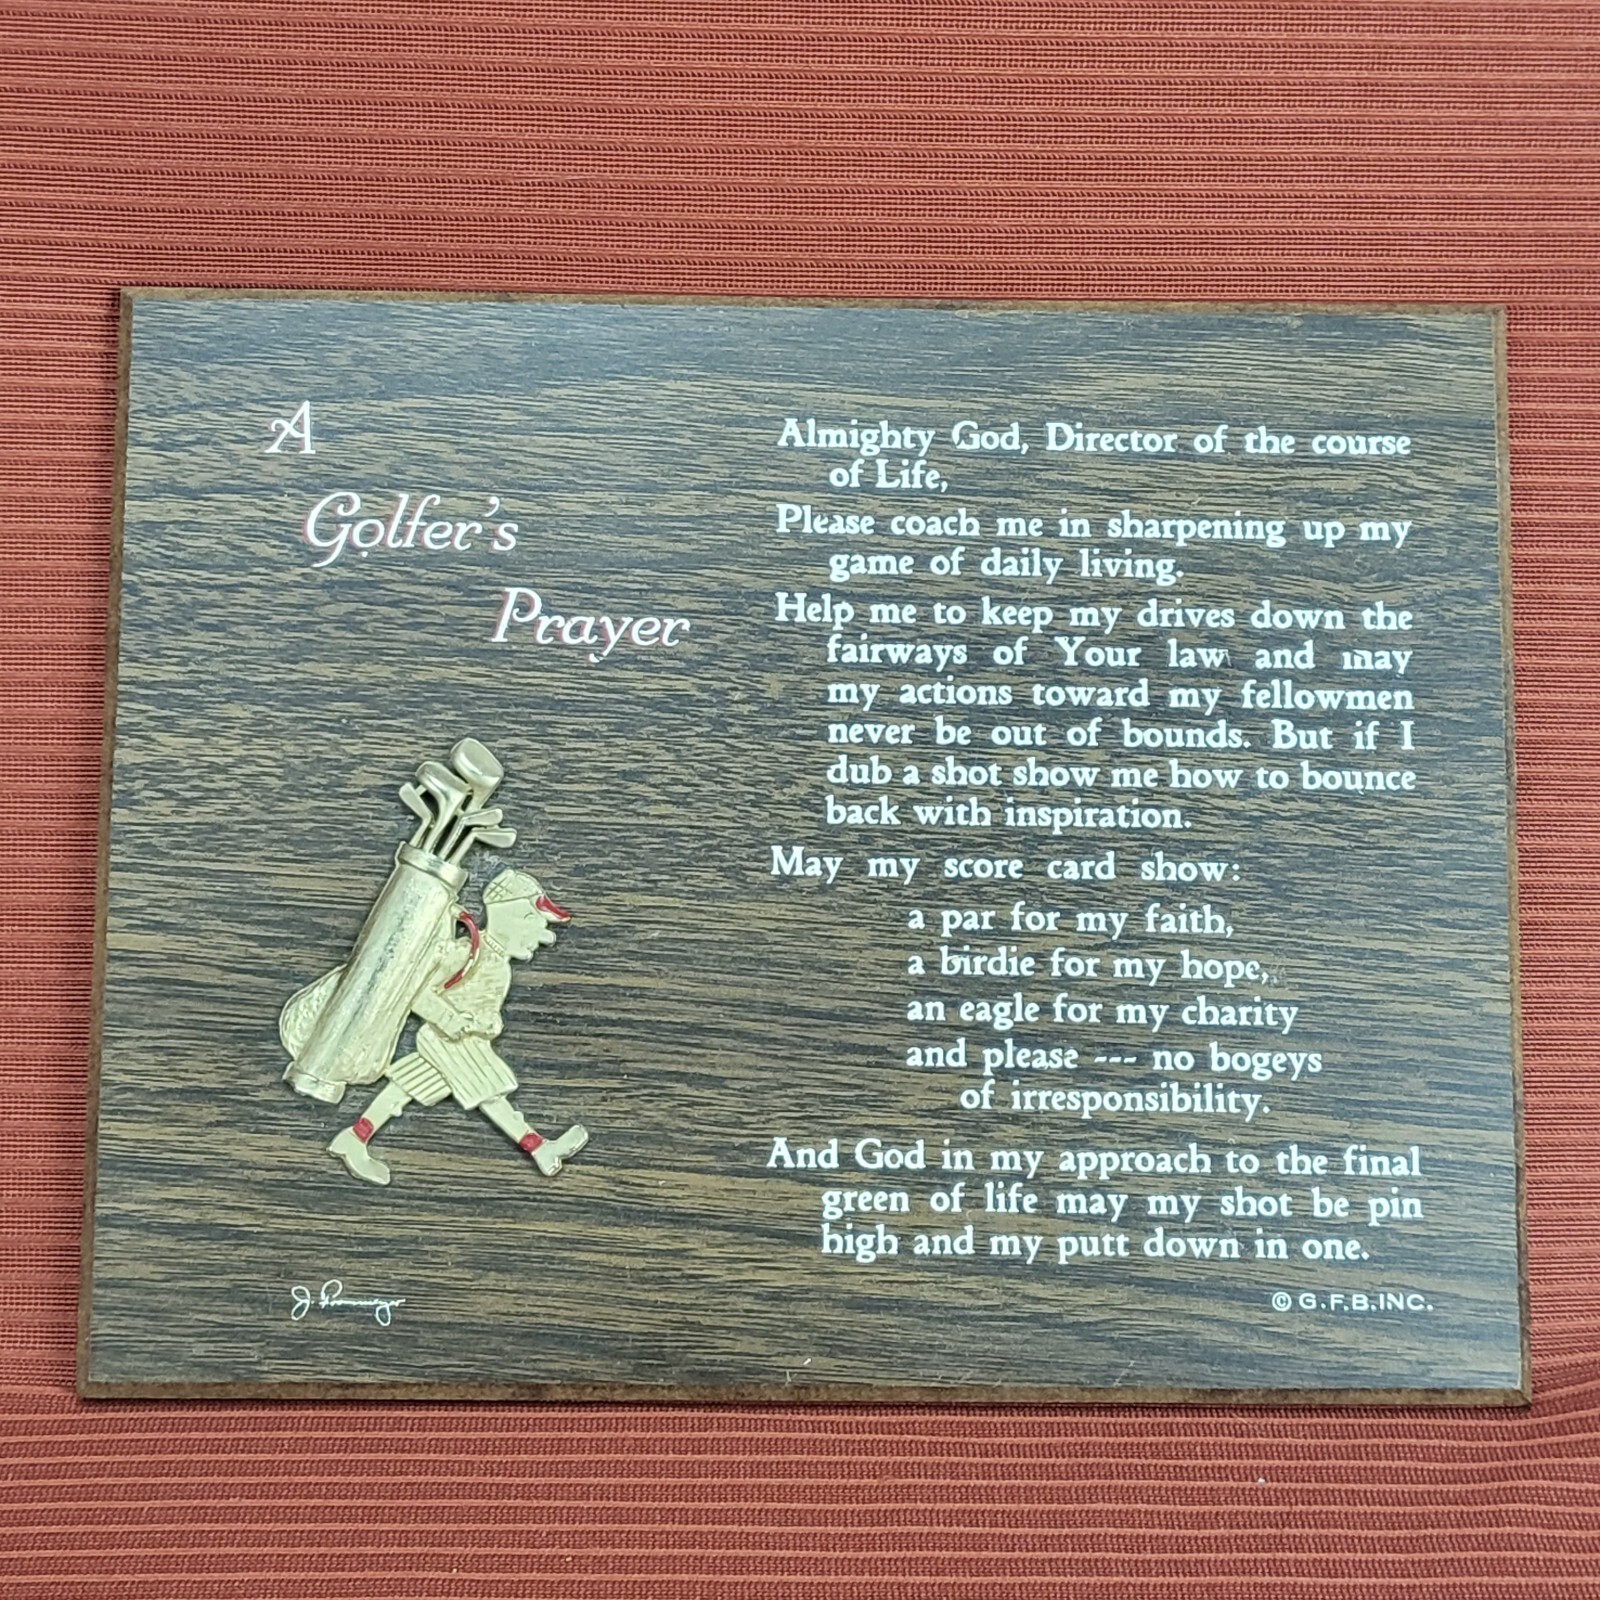 A
Golfer's
Prayer
Almighty God, Director of the course
of Life,
Please coach me in sharpening up my
game of daily living.
Help me to keep my drives down the
fairways of Your law and may
my actions toward my fellowmen
never be out of bounds. But if I
dub a shot show me how to bounce
back with inspiration.
May my score card show:
a par for my faith,
a birdie for my hope,
an eagle for my charity
and please --- no bogeys
of irresponsibility.
And God in my approach to the final
green of life may my shot be pin
high and my putt down in one.
J.
© G.F.B.INC.